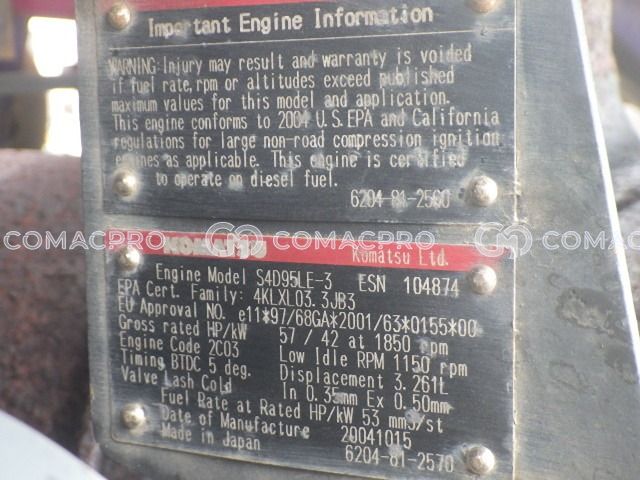 Important Engine Information
WARNING: Injury may result and warranty is voided
if fuel rate, rpm or altitudes exceed published
maximum values for this model and application.
This engine conforms to 2004 U.S.EPA and California
regulations for large non-road compression ignition
engines as applicable. This engine is certified
to operate on diesel fuel.
6204-81-2560
COMACPRO COMACPRO COMACPRO
KOMATSU Komatsu Ltd.
Engine Model S4D95LE-3 ESN 104874
EPA Cert. Family: 4KLXL03.3JB3
EU Approval NO. e11*97/68GA*2001/63*0155*00
Gross rated HP/kW 57 / 42 at 1850 rpm
Engine Code 2C03 Low Idle RPM 1150 rpm
Timing BTDC 5 deg. Displacement 3.261L
Valve Lash Cold In 0.35mm Ex 0.50mm
Fuel Rate at Rated HP/kW 53 mm3/st
Date of Manufacture 20041015
Made in Japan 6204-81-2570